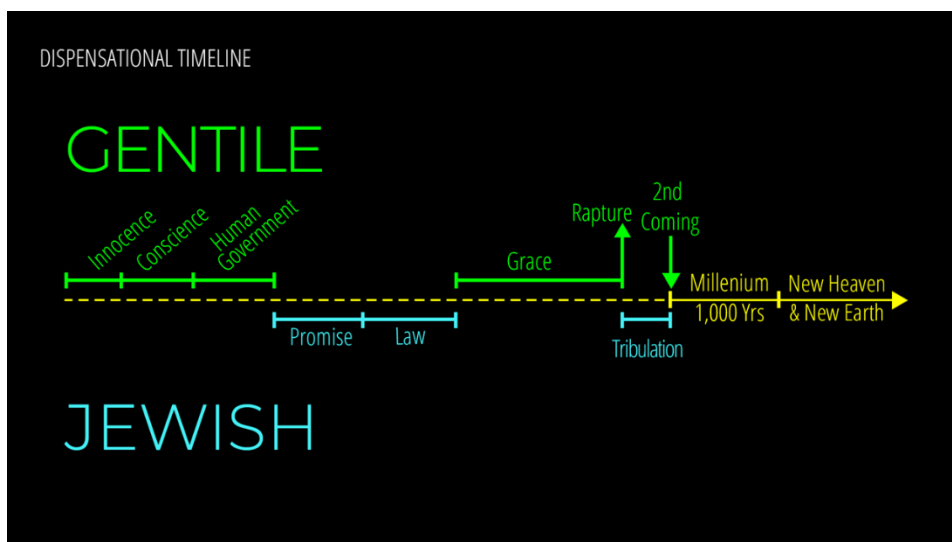 DISPENSATIONAL TIMELINE
GENTILE
Innocence
Conscience
Human
Government
Grace
Rapture
2nd
Coming
Millenium
1,000 Yrs
New Heaven
& New Earth
Promise
Law
Tribulation
JEWISH